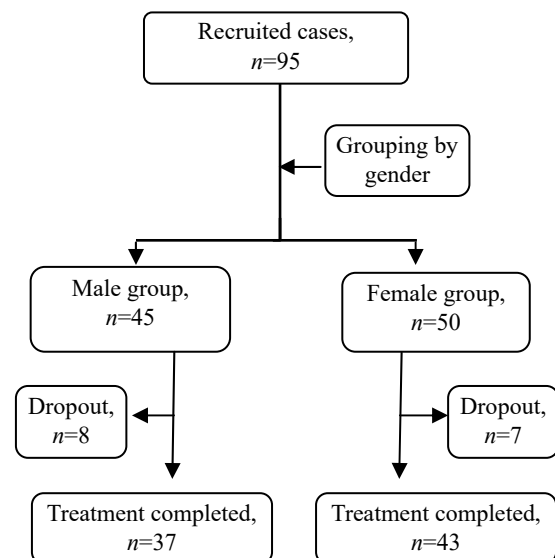 Recruited cases,
n=95
Grouping by
gender
Male group,
n=45
Female group,
n=50
Dropout,
n=8
Dropout,
n=7
Treatment completed,
n=37
Treatment completed,
n=43